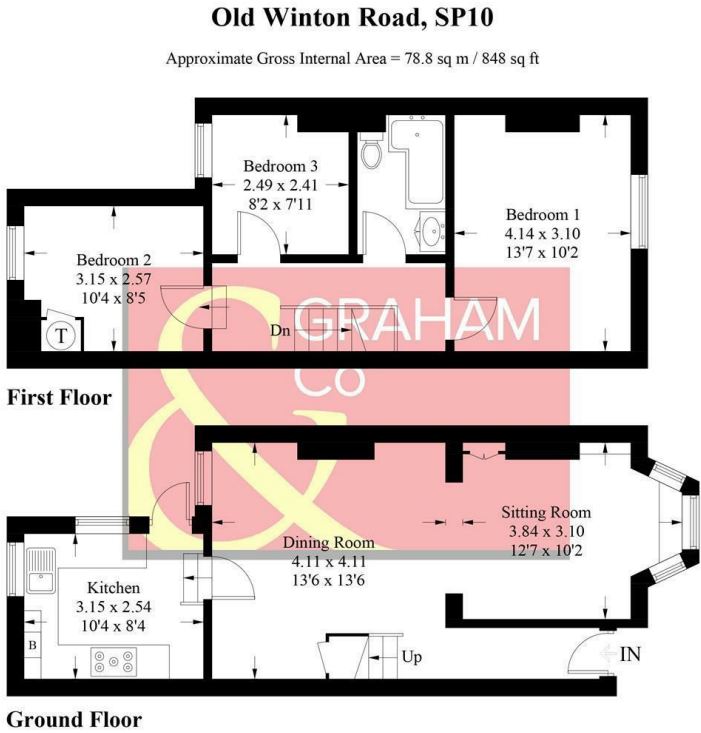 Old Winton Road, SP10
Approximate Gross Internal Area = 78.8 sq m / 848 sq ft
Bedroom 3
2.49 x 2.41
8'2 x 7'11
Bedroom 1
4.14 x 3.10
13'7 x 10'2
Bedroom 2
3.15 x 2.57
10'4 x 8'5
T
Dn
GRAHAM
& Co
First Floor
Sitting Room
3.84 x 3.10
12'7 x 10'2
Dining Room
4.11 x 4.11
13'6 x 13'6
Kitchen
3.15 x 2.54
10'4 x 8'4
B
Up
IN
Ground Floor